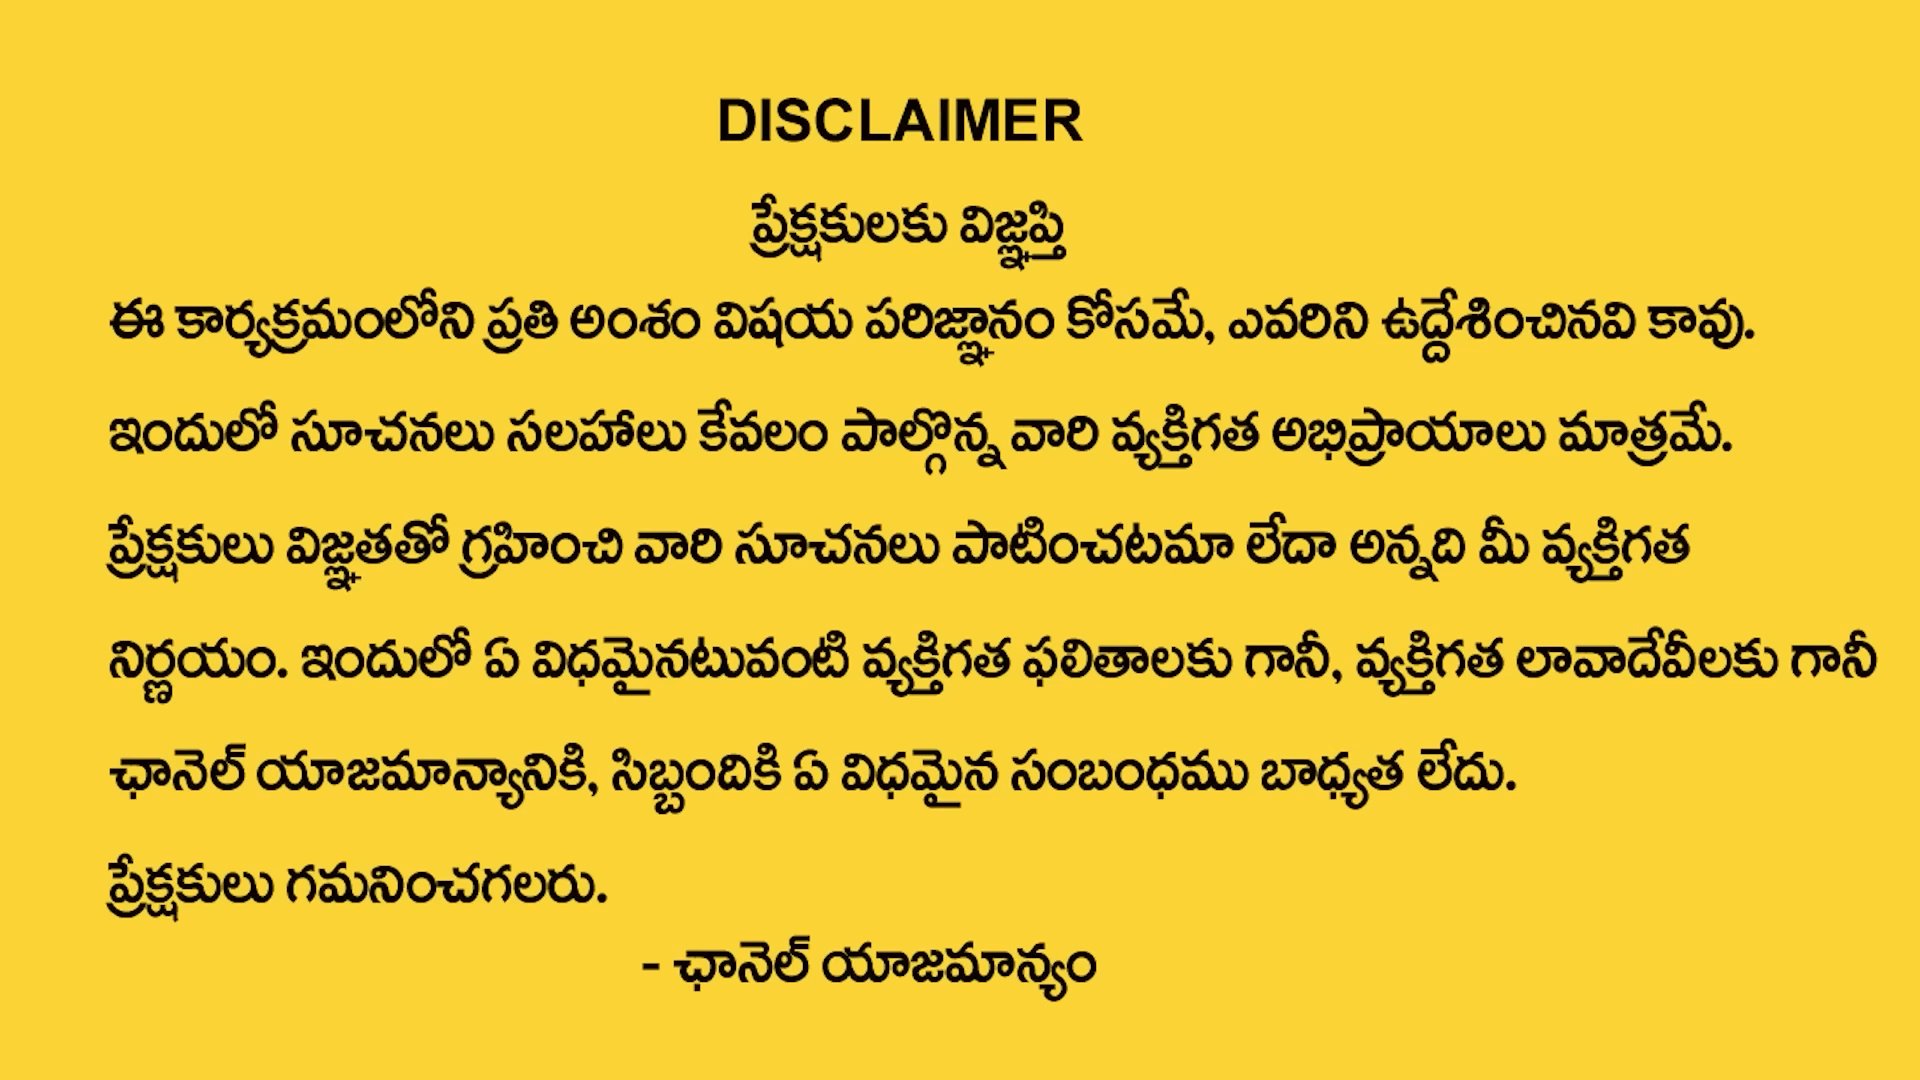 DISCLAIMER
ప్రేక్షకులకు విజ్ఞప్తి
ఈ కార్యక్రమంలోని ప్రతి అంశం విషయ పరిజ్ఞానం కోసమే, ఎవరిని ఉద్దేశించినవి కావు.
ఇందులో సూచనలు సలహాలు కేవలం పాల్గొన్న వారి వ్యక్తిగత అభిప్రాయాలు మాత్రమే.
ప్రేక్షకులు విజ్ఞతతో గ్రహించి వారి సూచనలు పాటించటమా లేదా అన్నది మీ వ్యక్తిగత
నిర్ణయం. ఇందులో ఏ విధమైనటువంటి వ్యక్తిగత ఫలితాలకు గానీ, వ్యక్తిగత లావాదేవీలకు గానీ
ఛానెల్ యాజమాన్యానికి, సిబ్బందికి ఏ విధమైన సంబంధము బాధ్యత లేదు.
ప్రేక్షకులు గమనించగలరు.
- ఛానెల్ యాజమాన్యం